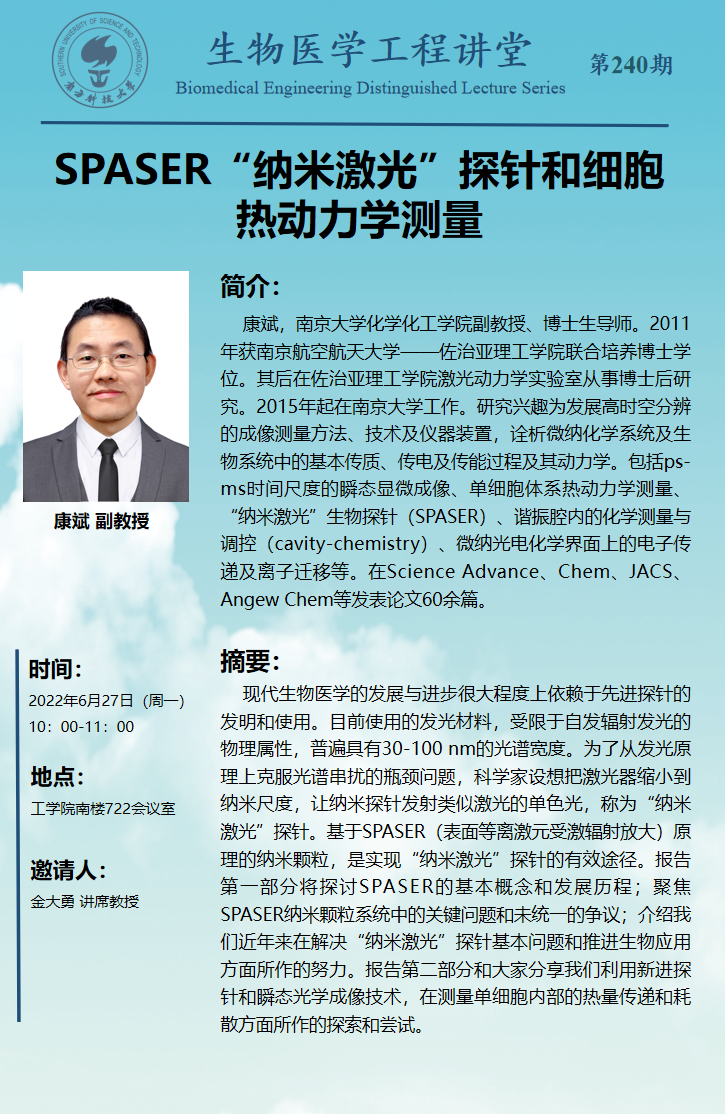 SOUTHERN UNIVERSITY OF SCIENCE AND TECHNOLOGY
南方科技大学
生物医学工程讲堂
Biomedical Engineering Distinguished Lecture Series
第240期
SPASER“纳米激光”探针和细胞
热动力学测量
康斌 副教授
简介：
康斌，南京大学化学化工学院副教授、博士生导师。2011
年获南京航空航天大学——佐治亚理工学院联合培养博士学
位。其后在佐治亚理工学院激光动力学实验室从事博士后研
究。2015年起在南京大学工作。研究兴趣为发展高时空分辨
的成像测量方法、技术及仪器装置，诠析微纳化学系统及生
物系统中的基本传质、传电及传能过程及其动力学。包括ps-
ms时间尺度的瞬态显微成像、单细胞体系热动力学测量、
“纳米激光”生物探针（SPASER）、谐振腔内的化学测量与
调控（cavity-chemistry）、微纳光电化学界面上的电子传
递及离子迁移等。在Science Advance、Chem、JACS、
Angew Chem等发表论文60余篇。
时间：
2022年6月27日（周一）
10：00-11：00
地点：
工学院南楼722会议室
邀请人：
金大勇 讲席教授
摘要：
现代生物医学的发展与进步很大程度上依赖于先进探针的
发明和使用。目前使用的发光材料，受限于自发辐射发光的
物理属性，普遍具有30-100 nm的光谱宽度。为了从发光原
理上克服光谱串扰的瓶颈问题，科学家设想把激光器缩小到
纳米尺度，让纳米探针发射类似激光的单色光，称为“纳米
激光”探针。基于SPASER（表面等离激元受激辐射放大）原
理的纳米颗粒，是实现“纳米激光”探针的有效途径。报告
第一部分将探讨SPASER的基本概念和发展历程；聚焦
SPASER纳米颗粒系统中的关键问题和未统一的争议；介绍我
们近年来在解决“纳米激光”探针基本问题和推进生物应用
方面所作的努力。报告第二部分和大家分享我们利用新进探
针和瞬态光学成像技术，在测量单细胞内部的热量传递和耗
散方面所作的探索和尝试。